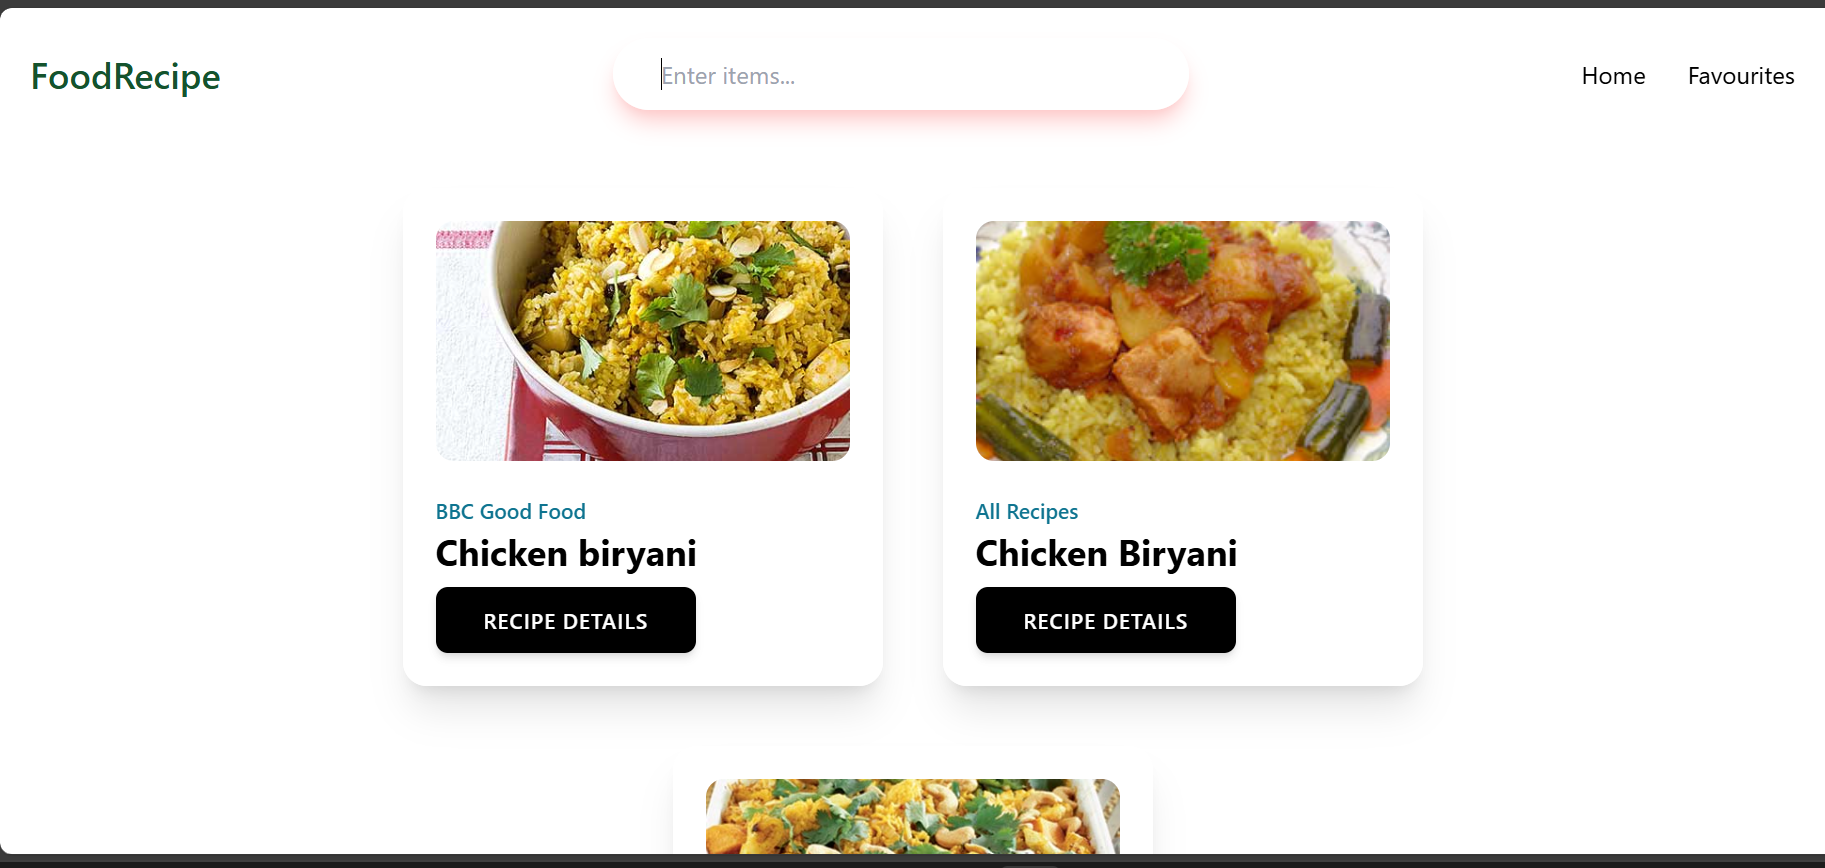 FoodRecipe
Enter items...
Home
Favourites
BBC Good Food
Chicken biryani
RECIPE DETAILS
All Recipes
Chicken Biryani
RECIPE DETAILS